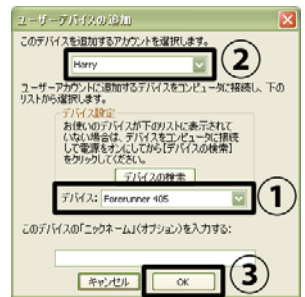 ユーザーデバイスの追加
このデバイスを追加するアカウントを選択します。
Harry
②
ユーザーアカウントに追加するデバイスをコンピュータに接続し、下の
リストから選択します。
デバイス設定
お使いのデバイスが下のリストに表示されて
いない場合は、デバイスをコンピュータに接続
して電源をオンにしてから[デバイスの検索]
をクリックしてください。
デバイスの検索
デバイス: Forerunner 405
①
このデバイスの「ニックネーム」(オプション)を入力する:
キャンセル
OK
③